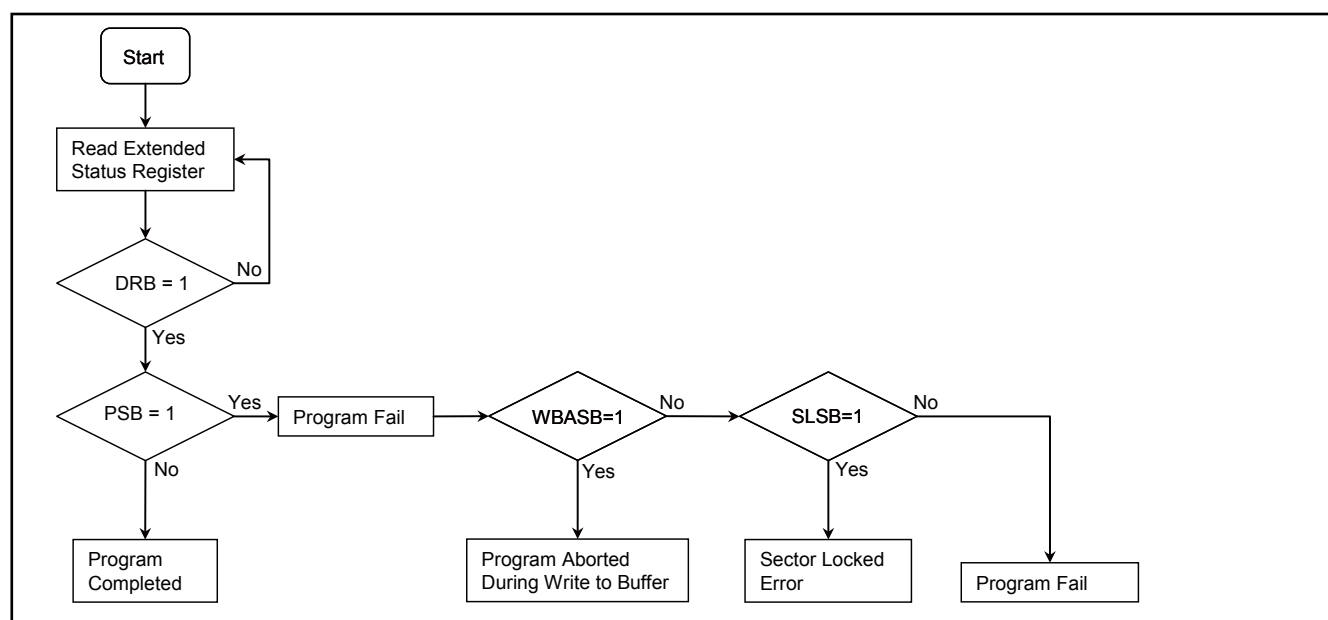 Start
Read Extended
Status Register
DRB = 1
No
Yes
PSB = 1
Yes
No
Program Fail
WBASB=1
No
Yes
SLSB=1
No
Yes
Program
Completed
Program Aborted
During Write to Buffer
Sector Locked
Error
Program Fail